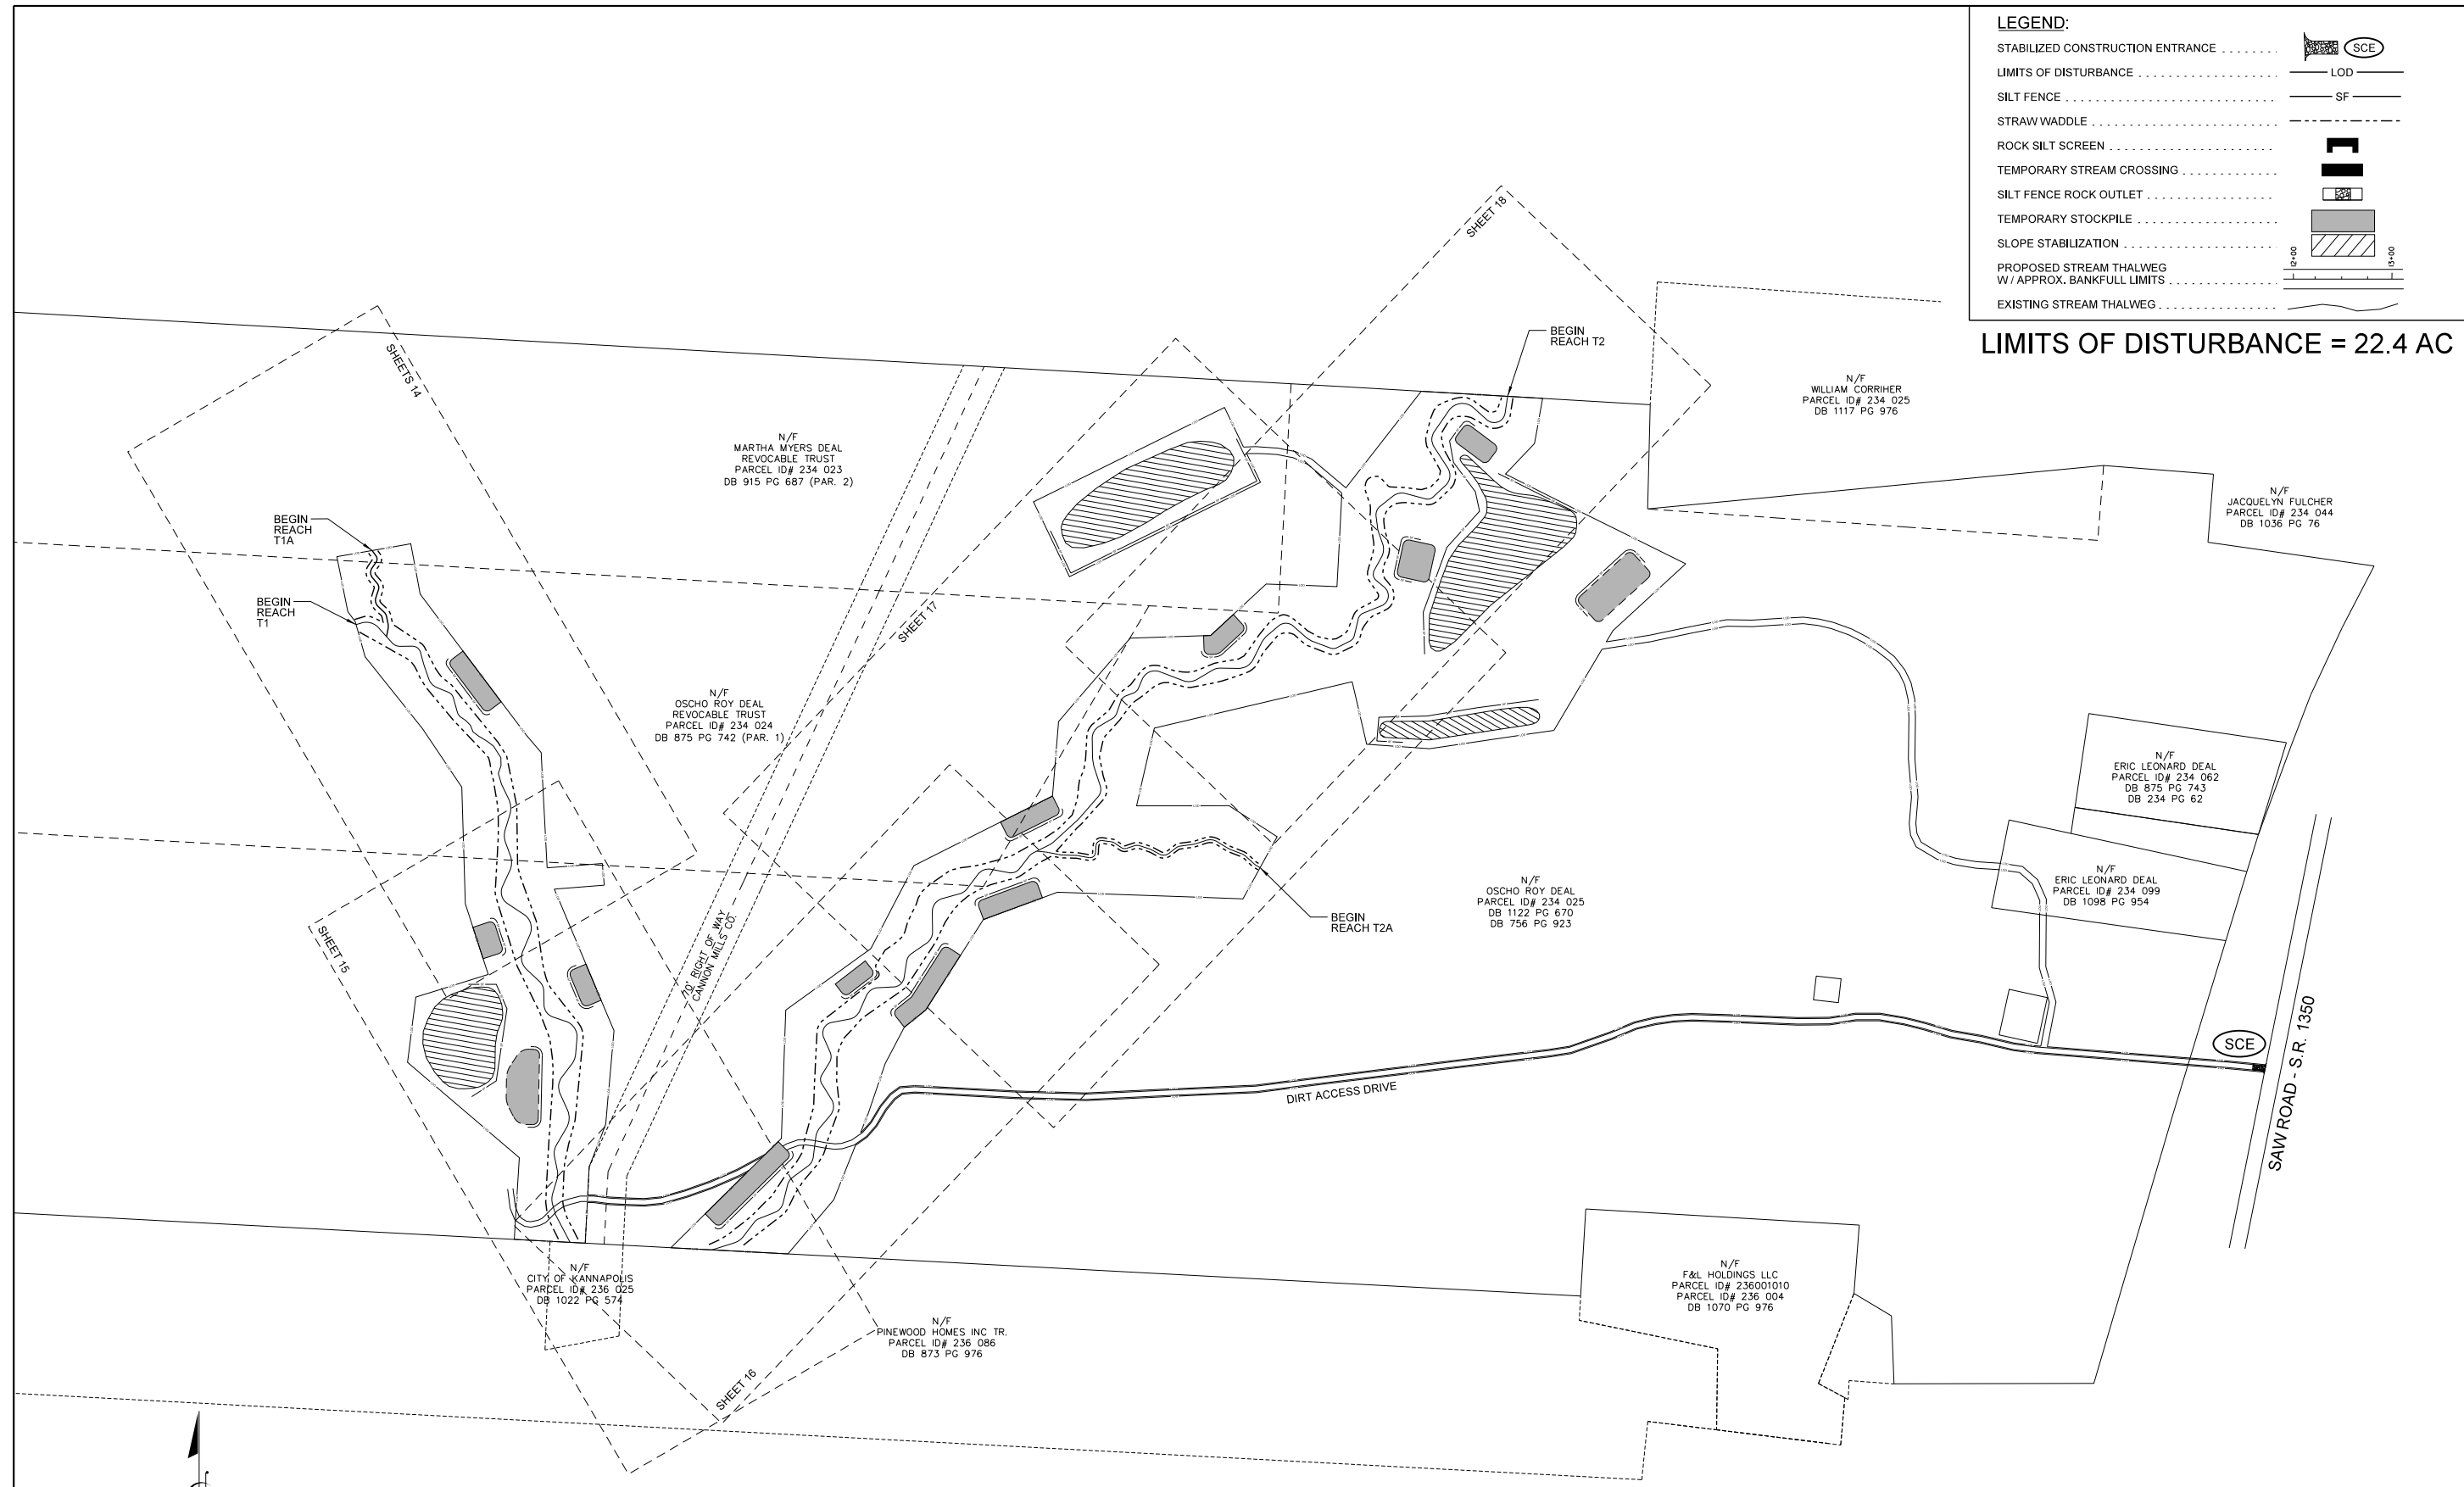 LEGEND:
STABILIZED CONSTRUCTION ENTRANCE
SCE
LIMITS OF DISTURBANCE
LOD
SILT FENCE
SF
STRAW WADDLE
ROCK SILT SCREEN
TEMPORARY STREAM CROSSING
SILT FENCE ROCK OUTLET
TEMPORARY STOCKPILE
SLOPE STABILIZATION
12+00
13+00
PROPOSED STREAM THALWEG
W / APPROX. BANKFULL LIMITS
EXISTING STREAM THALWEG
LIMITS OF DISTURBANCE = 22.4 AC
SHEET 18
BEGIN
REACH T2
SHEETS 14
N/F
WILLIAM CORRIHER
PARCEL ID# 234 025
DB 1117 PG 976
N/F
MARTHA MYERS DEAL
REVOCABLE TRUST
PARCEL ID# 234 023
DB 915 PG 687 (PAR. 2)
N/F
JACQUELYN FULCHER
PARCEL ID# 234 044
DB 1036 PG 76
BEGIN
REACH
T1A
BEGIN
REACH
T1
SHEET 17
N/F
OSCHO ROY DEAL
REVOCABLE TRUST
PARCEL ID# 234 024
DB 875 PG 742 (PAR. 1)
N/F
ERIC LEONARD DEAL
PARCEL ID# 234 062
DB 875 PG 743
DB 234 PG 62
N/F
ERIC LEONARD DEAL
PARCEL ID# 234 099
DB 1098 PG 954
N/F
OSCHO ROY DEAL
PARCEL ID# 234 025
DB 1122 PG 670
DB 756 PG 923
BEGIN
REACH T2A
SHEET 15
70' RIGHT OF WAY
CANNON MILLS CO.
SCE
SAW ROAD - S.R. 1350
DIRT ACCESS DRIVE
N/F
CITY OF KANNAPOLIS
PARCEL ID# 236 025
DB 1022 PG 574
N/F
F&L HOLDINGS LLC
PARCEL ID# 236001010
PARCEL ID# 236 004
DB 1070 PG 976
N/F
PINEWOOD HOMES INC TR.
PARCEL ID# 236 086
DB 873 PG 976
SHEET 16